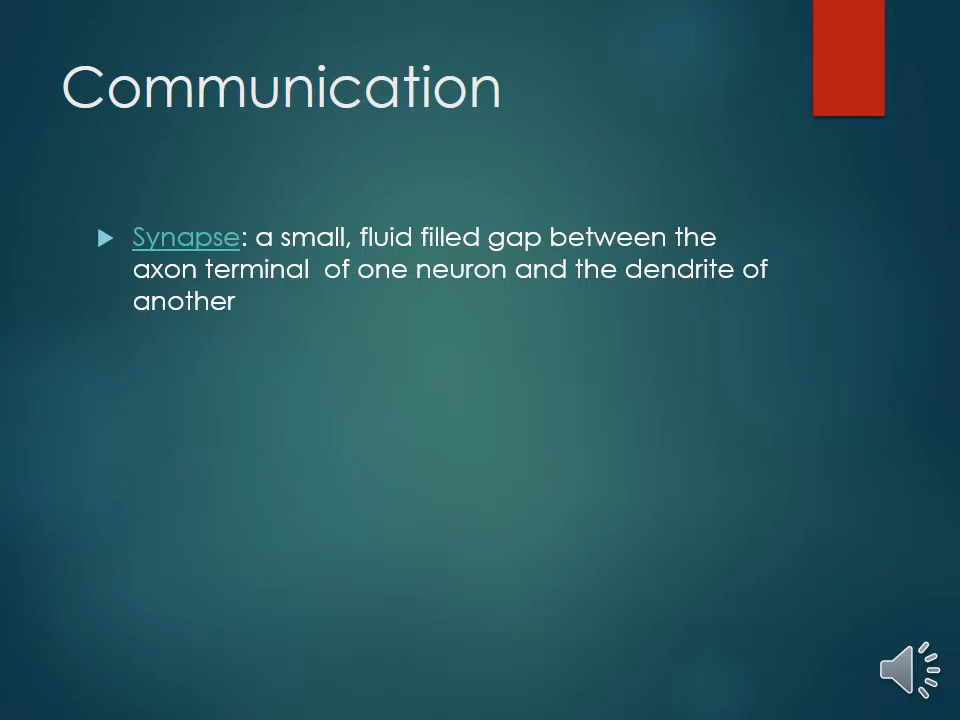 Communication
Synapse: a small, fluid filled gap between the
axon terminal  of one neuron and the dendrite of
another